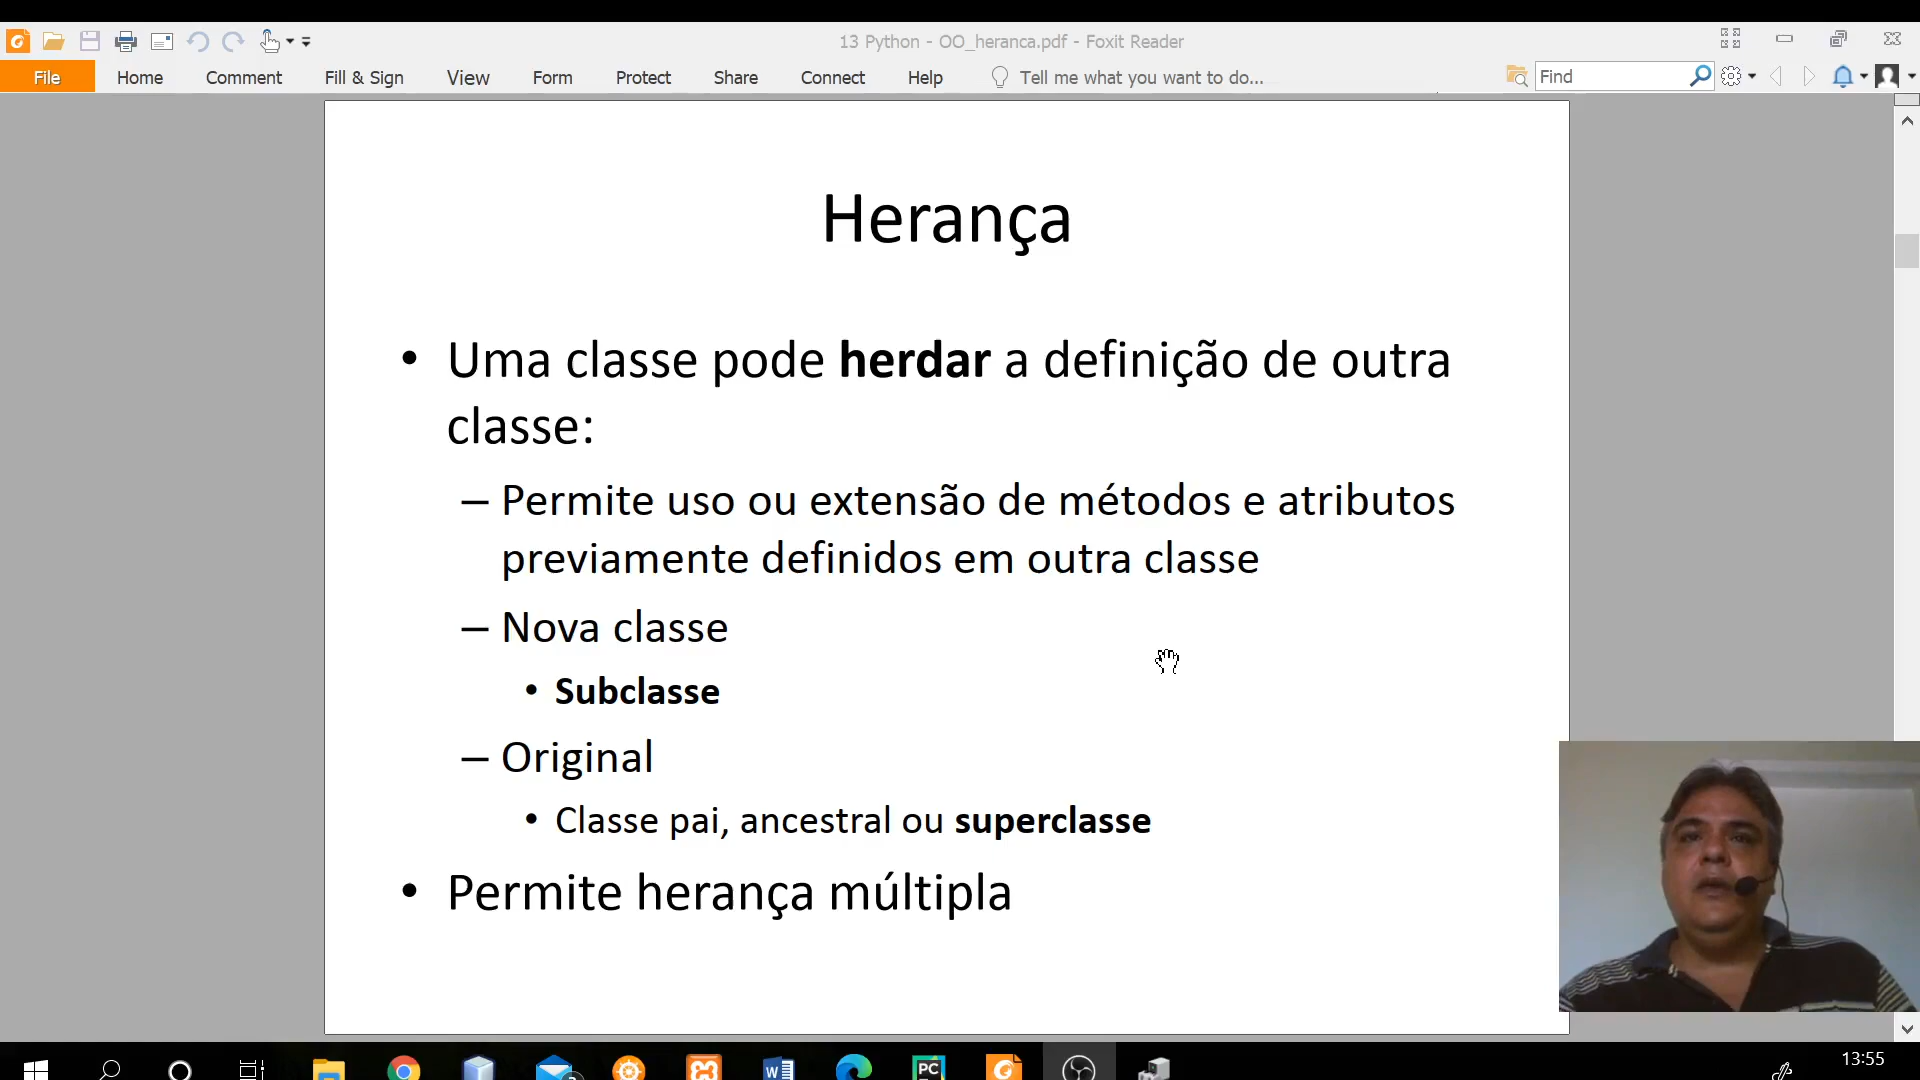 13 Python - OO_heranca.pdf - Foxit Reader
File Home Comment Fill & Sign View Form Protect Share Connect Help Tell me what you want to do... Find
Herança
• Uma classe pode herdar a definição de outra
classe:
– Permite uso ou extensão de métodos e atributos
previamente definidos em outra classe
– Nova classe
• Subclasse
– Original
• Classe pai, ancestral ou superclasse
• Permite herança múltipla
PC
13:55